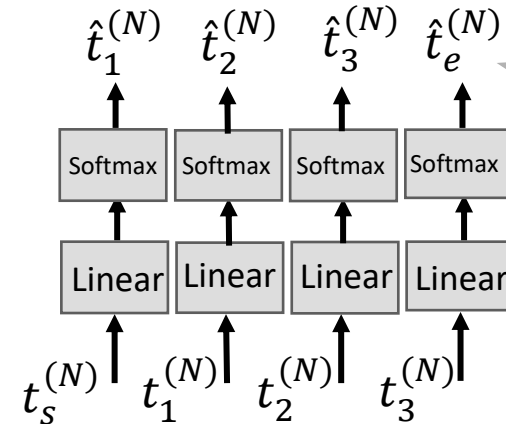 t̂₁⁽ᴺ⁾ t̂₂⁽ᴺ⁾ t̂₃⁽ᴺ⁾ t̂ₑ⁽ᴺ⁾
Softmax Softmax Softmax Softmax
Linear Linear Linear Linear
tₛ⁽ᴺ⁾ t₁⁽ᴺ⁾ t₂⁽ᴺ⁾ t₃⁽ᴺ⁾